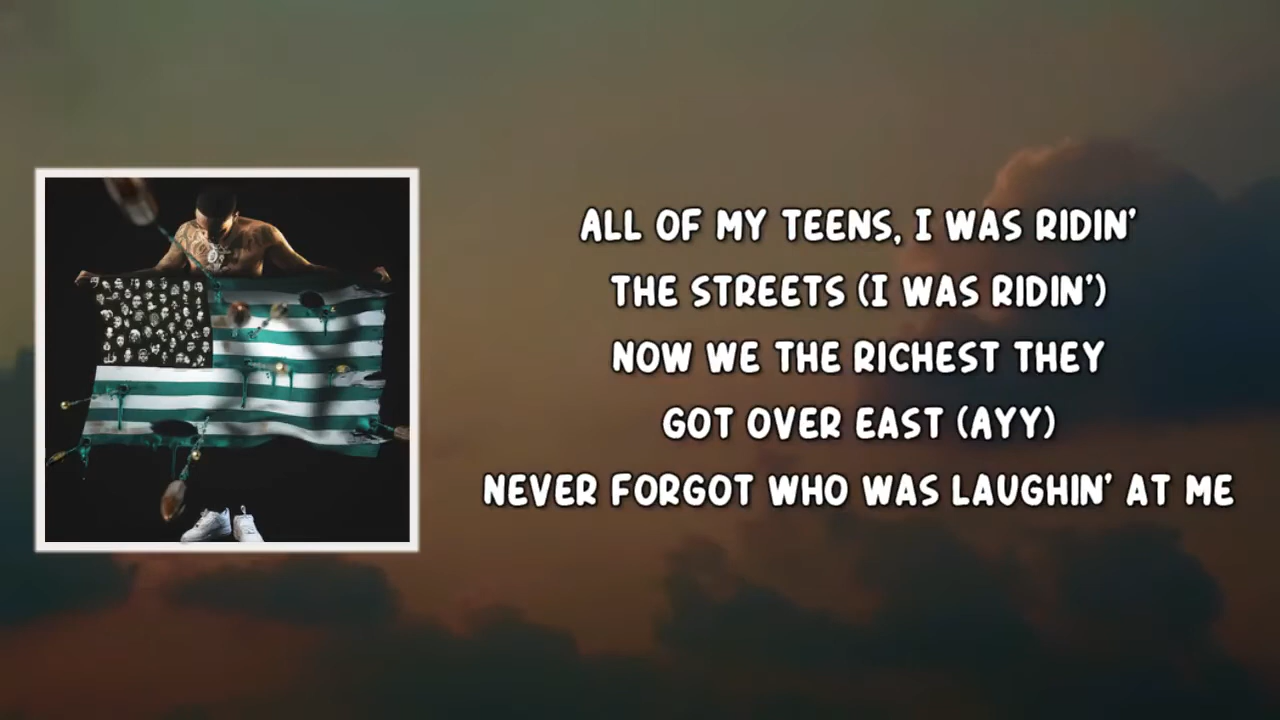 ALL OF MY TEENS, I WAS RIDIN'
THE STREETS (I WAS RIDIN')
NOW WE THE RICHEST THEY
GOT OVER EAST (AYY)
NEVER FORGOT WHO WAS LAUGHIN' AT ME